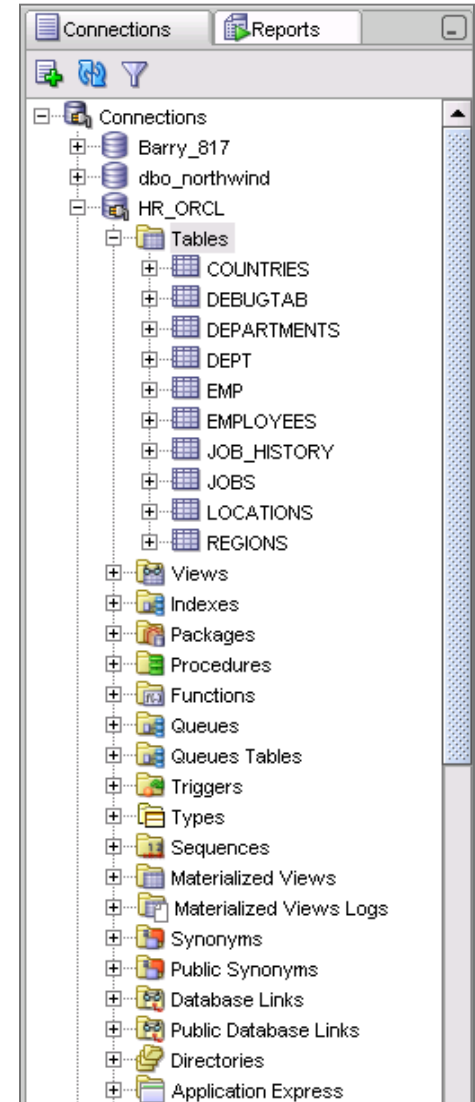 Connections Reports
Connections
Barry_817
dbo_northwind
HR_ORCL
Tables
COUNTRIES
DEBUGTAB
DEPARTMENTS
DEPT
EMP
EMPLOYEES
JOB_HISTORY
JOBS
LOCATIONS
REGIONS
Views
Indexes
Packages
Procedures
Functions
Queues
Queues Tables
Triggers
Types
Sequences
Materialized Views
Materialized Views Logs
Synonyms
Public Synonyms
Database Links
Public Database Links
Directories
Application Express